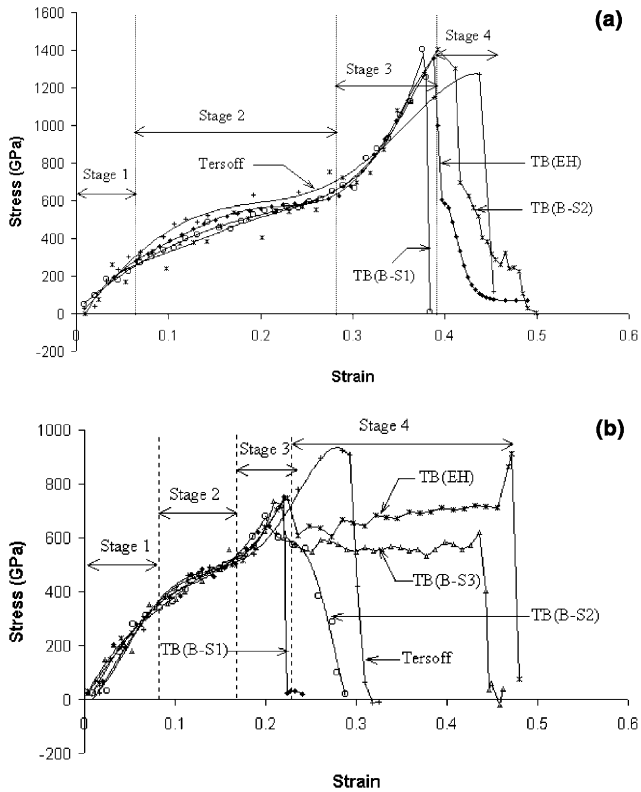 (a)
1600
1400
1200
1000
800
600
400
200
0
-200
Stress (GPa)
Stage 1
Stage 2
Stage 3
Stage 4
Tersoff
TB(EH)
TB(B-S2)
TB(B-S1)
0
0.1
0.2
0.3
0.4
0.5
0.6
Strain
(b)
1000
800
600
400
200
0
-200
Stress (GPa)
Stage 1
Stage 2
Stage 3
Stage 4
TB(EH)
TB(B-S3)
TB(B-S2)
TB(B-S1)
Tersoff
0
0.1
0.2
0.3
0.4
0.5
0.6
Strain